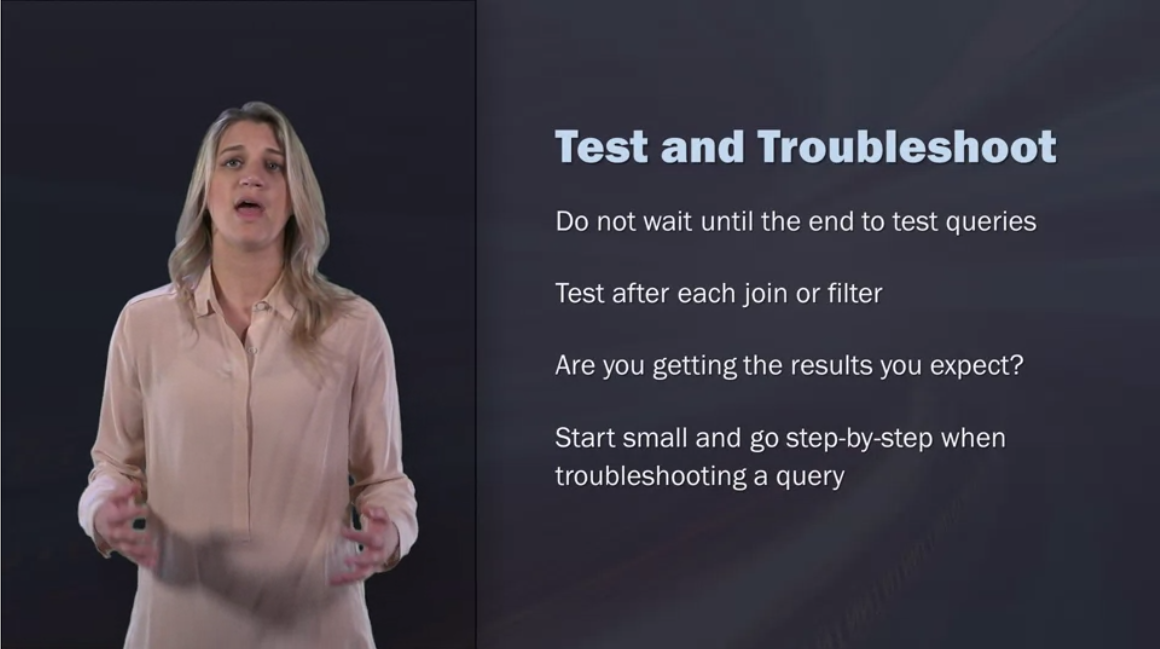 Test and Troubleshoot
Do not wait until the end to test queries
Test after each join or filter
Are you getting the results you expect?
Start small and go step-by-step when
troubleshooting a query